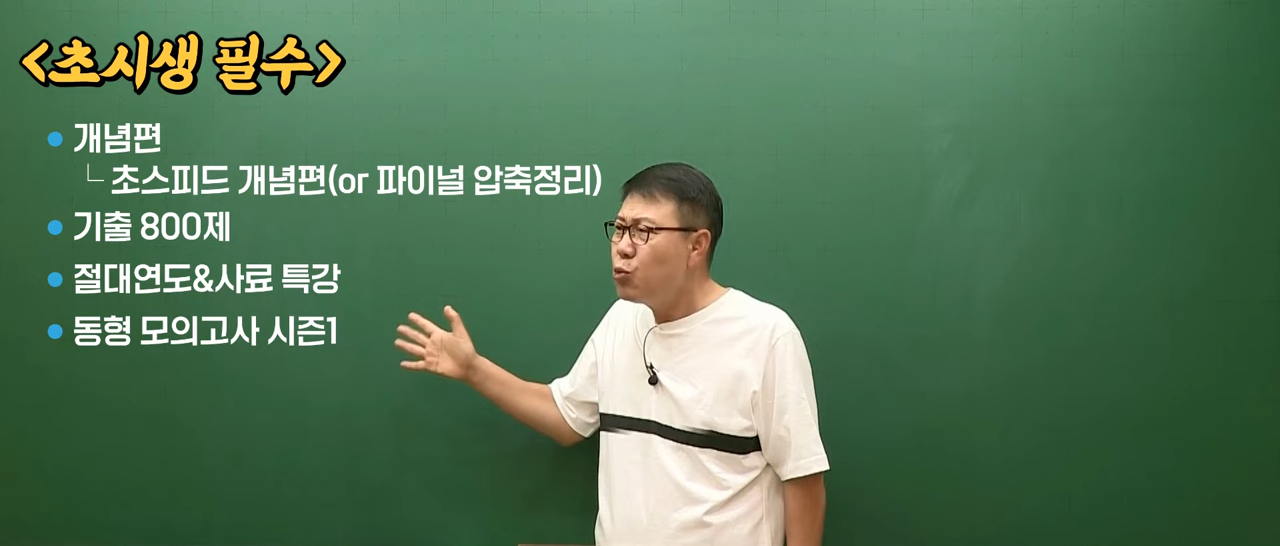 <초시생 필수>
● 개념편
└ 초스피드 개념편(or 파이널 압축정리)
● 기출 800제
● 절대연도&사료 특강
● 동형 모의고사 시즌1